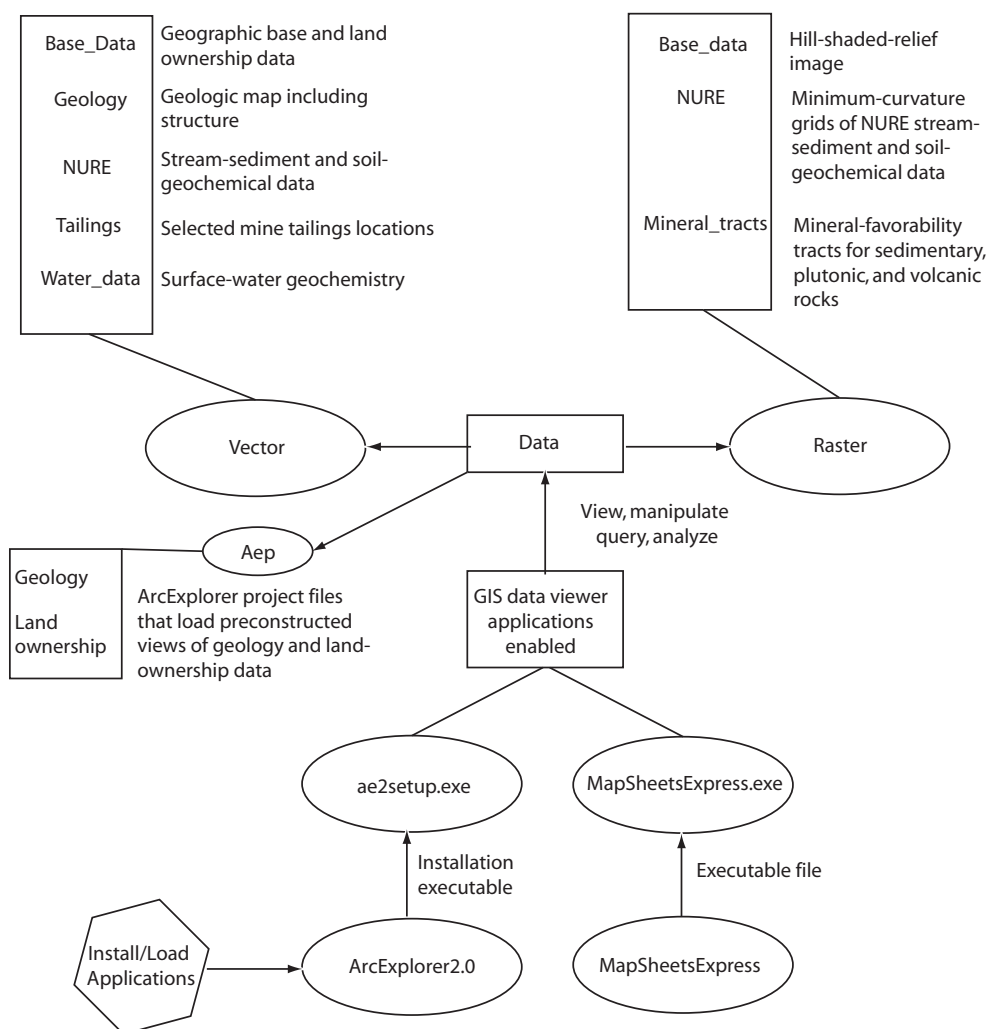 Base_Data
Geographic base and land
ownership data
Geology
Geologic map including
structure
NURE
Stream-sediment and soil-
geochemical data
Tailings
Selected mine tailings locations
Water_data
Surface-water geochemistry
Base_data
Hill-shaded-relief
image
NURE
Minimum-curvature
grids of NURE stream-
sediment and soil-
geochemical data
Mineral_tracts
Mineral-favorability
tracts for sedimentary,
plutonic, and volcanic
rocks
Vector
Data
Raster
View, manipulate
query, analyze
Aep
Geology
Land
ownership
ArcExplorer project files
that load preconstructed
views of geology and land-
ownership data
GIS data viewer
applications
enabled
ae2setup.exe
MapSheetsExpress.exe
Installation
executable
Executable file
Install/Load
Applications
ArcExplorer2.0
MapSheetsExpress